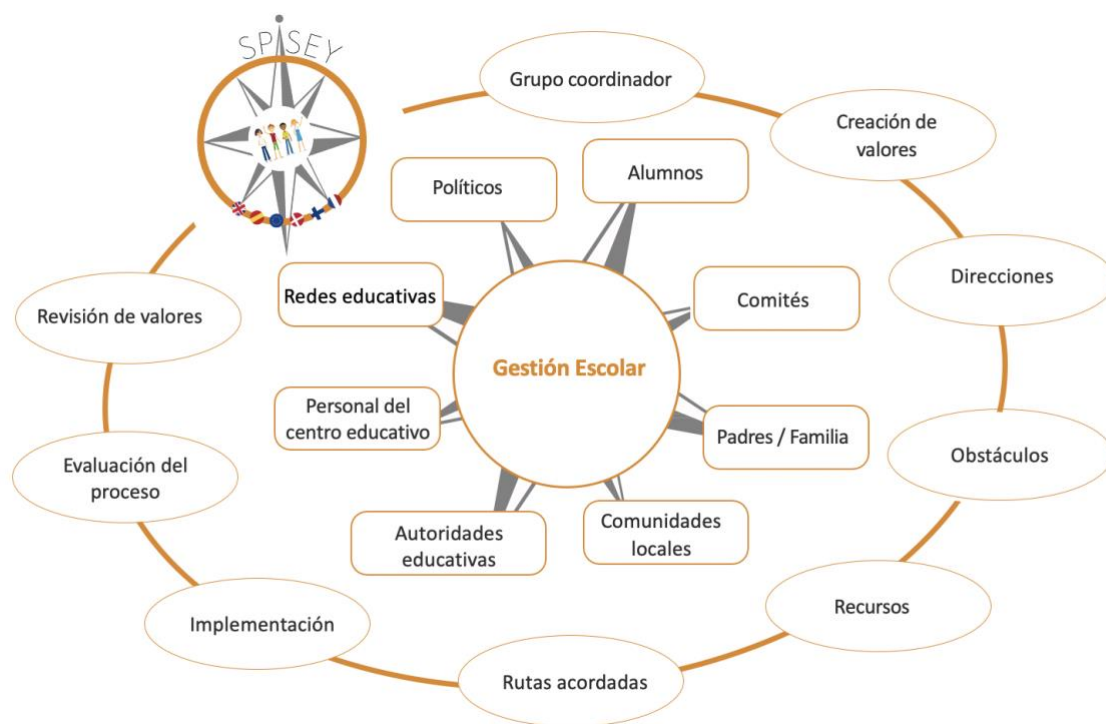 SPISEY
Grupo coordinador
Creación de
valores
Direcciones
Obstáculos
Recursos
Rutas acordadas
Implementación
Evaluación del
proceso
Revisión de valores
Políticos
Alumnos
Redes educativas
Comités
Gestión Escolar
Personal del
centro educativo
Padres / Familia
Autoridades
educativas
Comunidades
locales